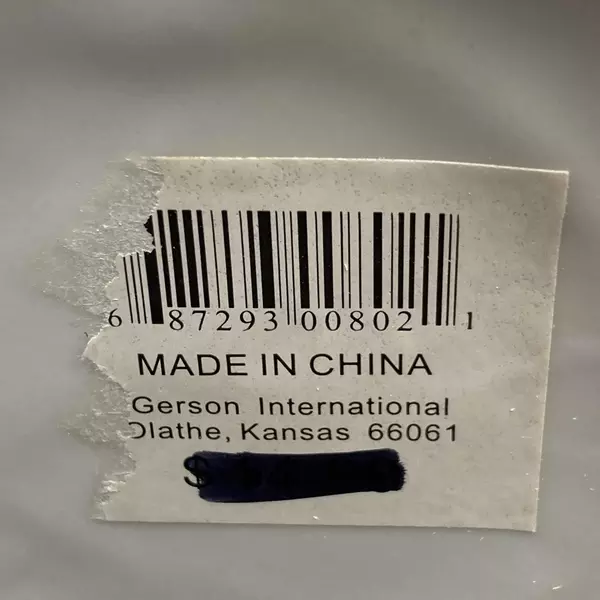 6 87293 00802 1
MADE IN CHINA
Gerson International
Olathe, Kansas 66061
$